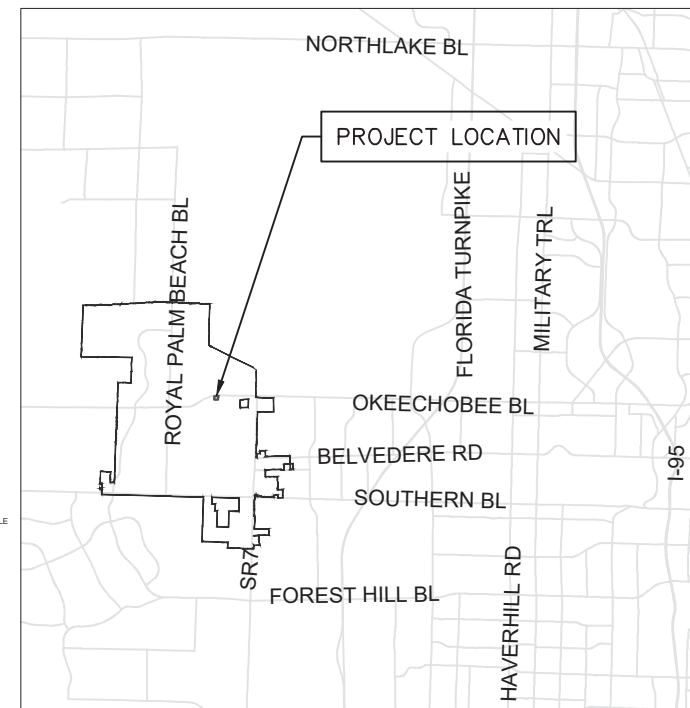 NORTHLAKE BL
PROJECT LOCATION
ROYAL PALM BEACH BL
FLORIDA TURNPIKE
MILITARY TRL
OKEECHOBEE BL
BELVEDERE RD
I-95
SOUTHERN BL
SR7
FOREST HILL BL
HAVERHILL RD